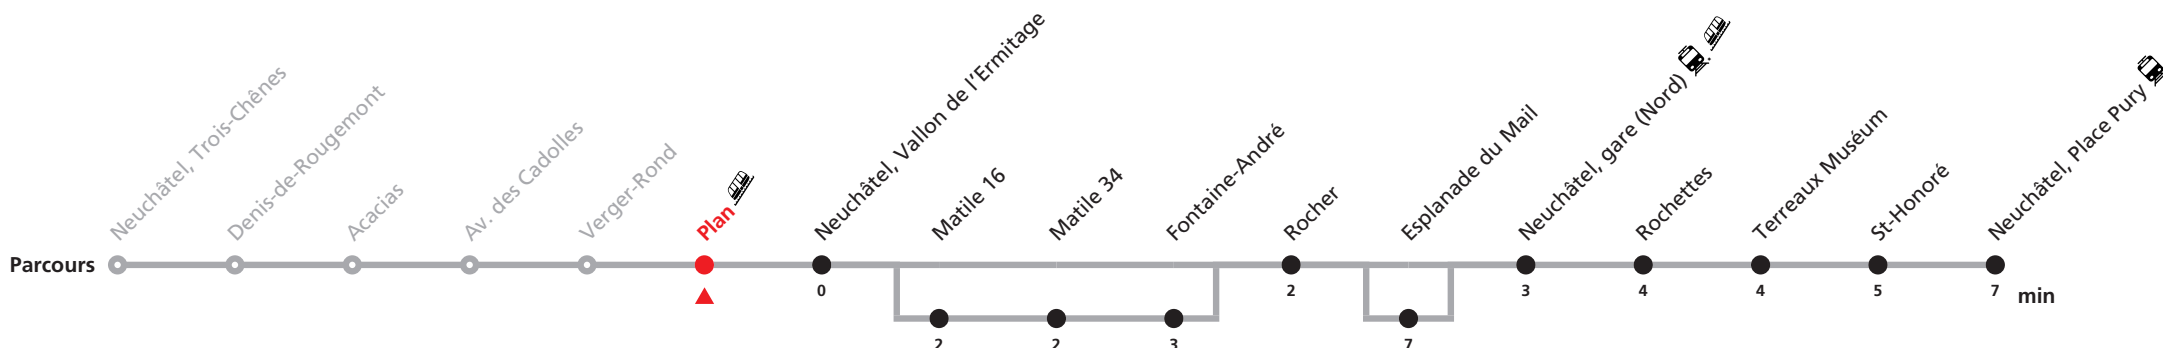 Neuchâtel, Trois-Chênes
Denis-de-Rougemont
Acacias
Av. des Cadolles
Verger-Rond
Plan
Neuchâtel, Vallon de l'Ermitage
Matile 16
Matile 34
Fontaine-André
Rocher
Esplanade du Mail
Neuchâtel, gare (Nord)
Rochettes
Terreaux Muséum
St-Honoré
Neuchâtel, Place Pury
Parcours
0 2 3 4 4 5 7 min
2 2 3 7